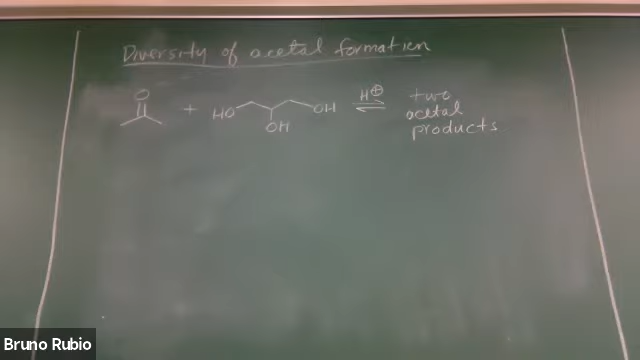 Diversity of acetal formation
O
+ HO OH H⊕ ⇌ two
OH acetal
products
Bruno Rubio